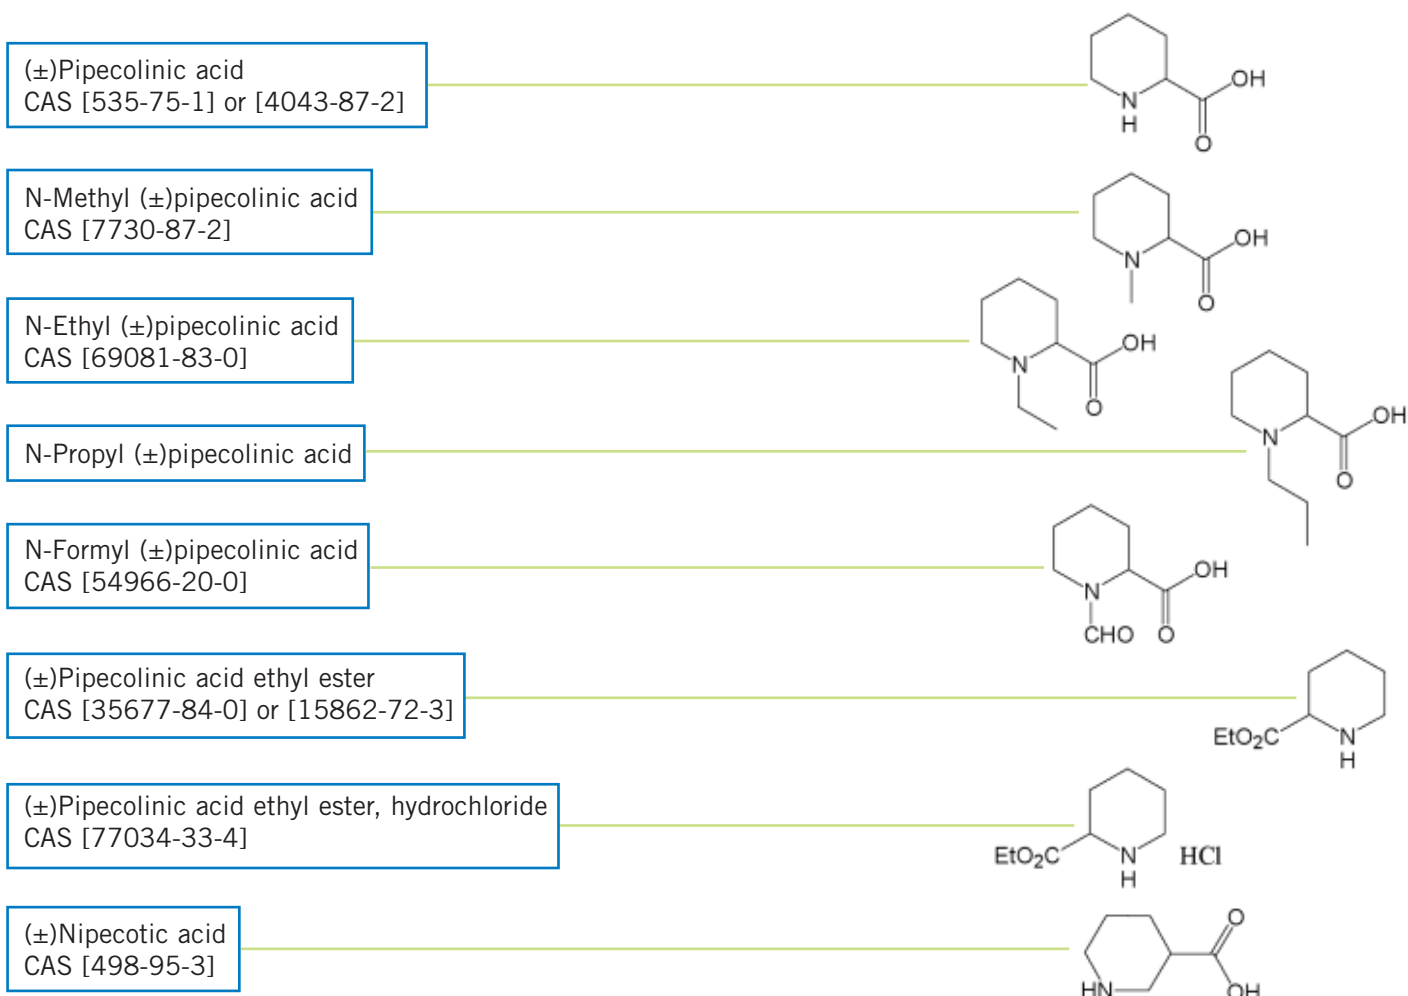 (±)Pipecolinic acid
CAS [535-75-1] or [4043-87-2]
OH
N
H
O
N-Methyl (±)pipecolinic acid
CAS [7730-87-2]
OH
N
O
N-Ethyl (±)pipecolinic acid
CAS [69081-83-0]
OH
N
O
N-Propyl (±)pipecolinic acid
OH
N
O
N-Formyl (±)pipecolinic acid
CAS [54966-20-0]
OH
N
CHO O
(±)Pipecolinic acid ethyl ester
CAS [35677-84-0] or [15862-72-3]
EtO₂C N
H
(±)Pipecolinic acid ethyl ester, hydrochloride
CAS [77034-33-4]
EtO₂C N HCl
H
(±)Nipecotic acid
CAS [498-95-3]
O
HN OH